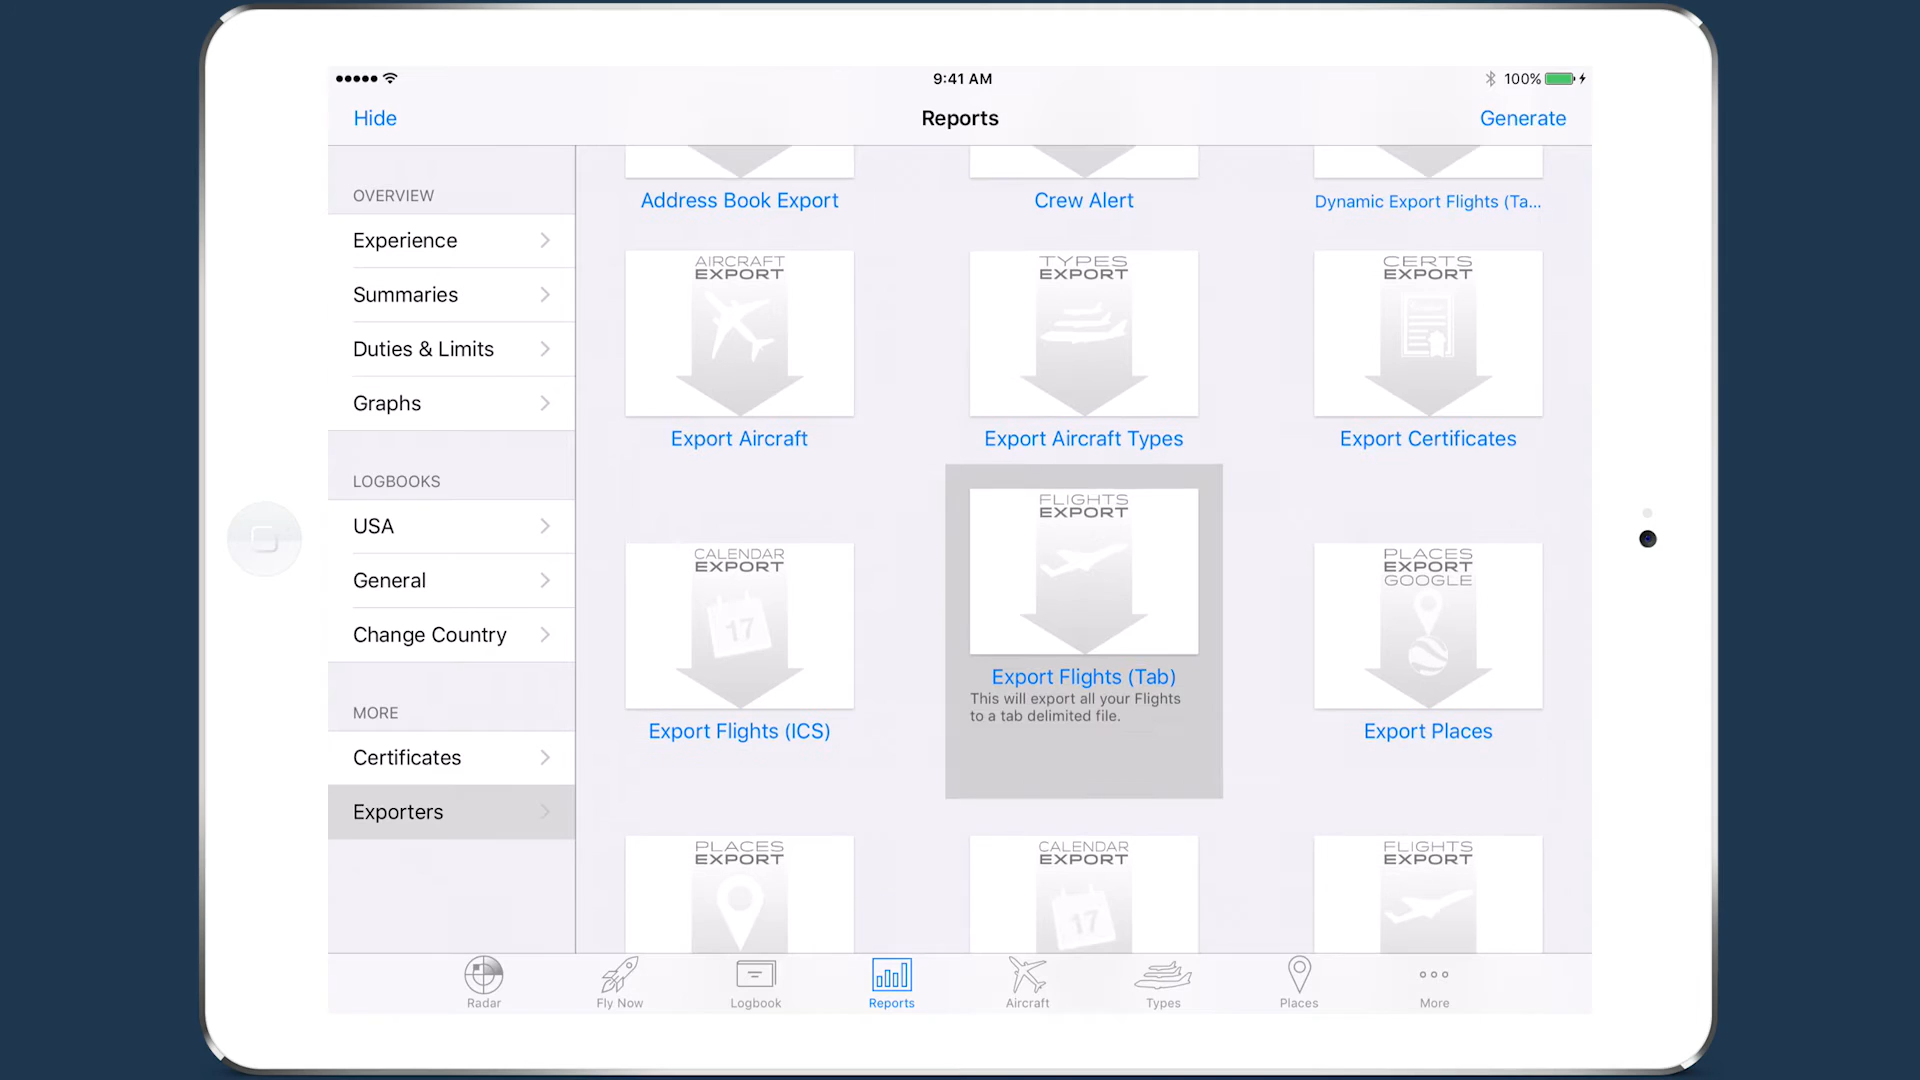 9:41 AM
100%
Hide
Reports
Generate
OVERVIEW
Experience
Summaries
Duties & Limits
Graphs
LOGBOOKS
USA
General
Change Country
MORE
Certificates
Exporters
Address Book Export
Crew Alert
Dynamic Export Flights (Ta...
AIRCRAFT
EXPORT
Export Aircraft
TYPES
EXPORT
Export Aircraft Types
CERTS
EXPORT
Export Certificates
CALENDAR
EXPORT
17
Export Flights (ICS)
FLIGHTS
EXPORT
Export Flights (Tab)
This will export all your Flights
to a tab delimited file.
PLACES
EXPORT
GOOGLE
Export Places
PLACES
EXPORT
CALENDAR
EXPORT
17
FLIGHTS
EXPORT
Radar
Fly Now
Logbook
Reports
Aircraft
Types
Places
More